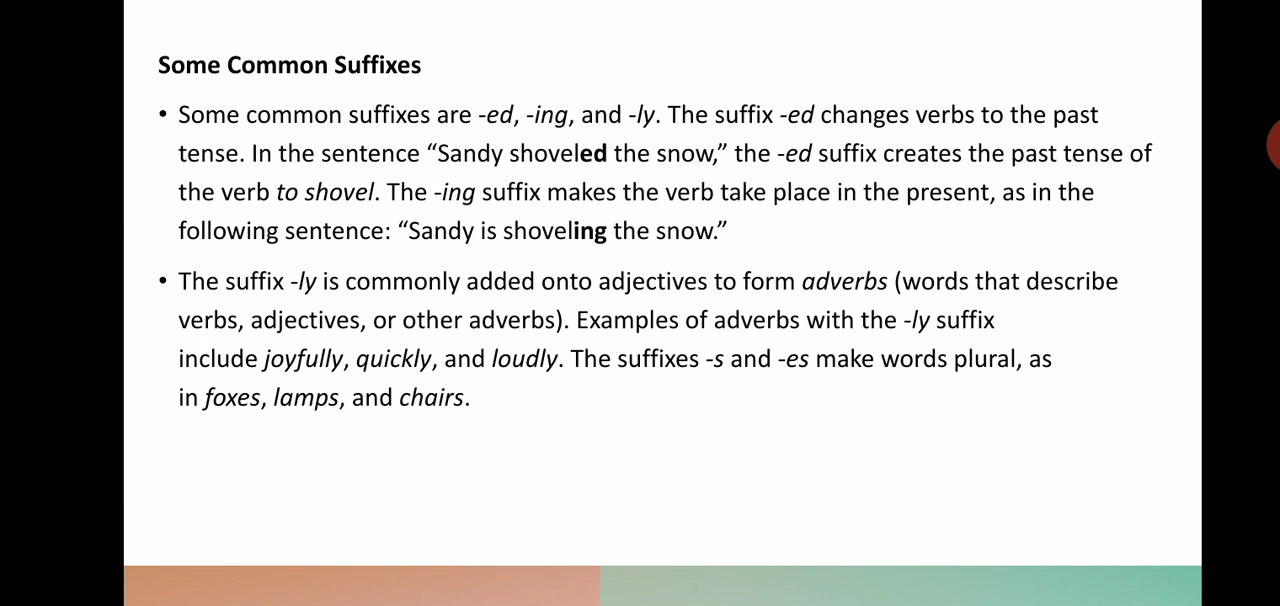 Some Common Suffixes
• Some common suffixes are -ed, -ing, and -ly. The suffix -ed changes verbs to the past
tense. In the sentence “Sandy shoveled the snow,” the -ed suffix creates the past tense of
the verb to shovel. The -ing suffix makes the verb take place in the present, as in the
following sentence: “Sandy is shoveling the snow.”
• The suffix -ly is commonly added onto adjectives to form adverbs (words that describe
verbs, adjectives, or other adverbs). Examples of adverbs with the -ly suffix
include joyfully, quickly, and loudly. The suffixes -s and -es make words plural, as
in foxes, lamps, and chairs.